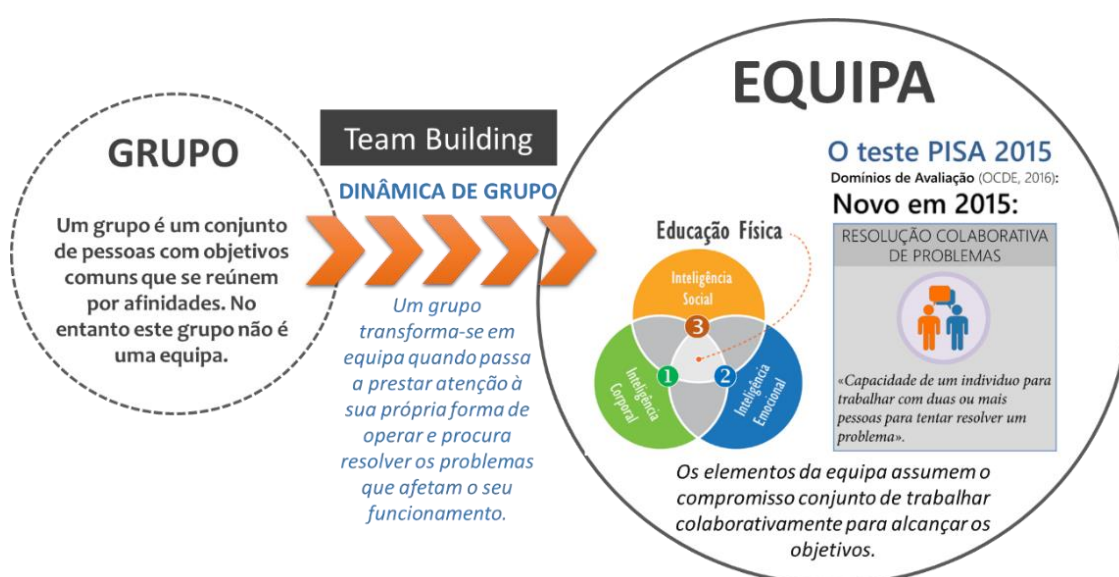 GRUPO
Um grupo é um conjunto
de pessoas com objetivos
comuns que se reúnem
por afinidades. No
entanto este grupo não é
uma equipa.
Team Building
DINÂMICA DE GRUPO
Um grupo
transforma-se em
equipa quando passa
a prestar atenção à
sua própria forma de
operar e procura
resolver os problemas
que afetam o seu
funcionamento.
EQUIPA
O teste PISA 2015
Domínios de Avaliação (OCDE, 2016):
Novo em 2015:
Educação Física
Inteligência
Social
3
1
2
Inteligência
Corporal
Inteligência
Emocional
RESOLUÇÃO COLABORATIVA
DE PROBLEMAS
«Capacidade de um individuo para
trabalhar com duas ou mais
pessoas para tentar resolver um
problema».
Os elementos da equipa assumem o
compromisso conjunto de trabalhar
colaborativamente para alcançar os
objetivos.